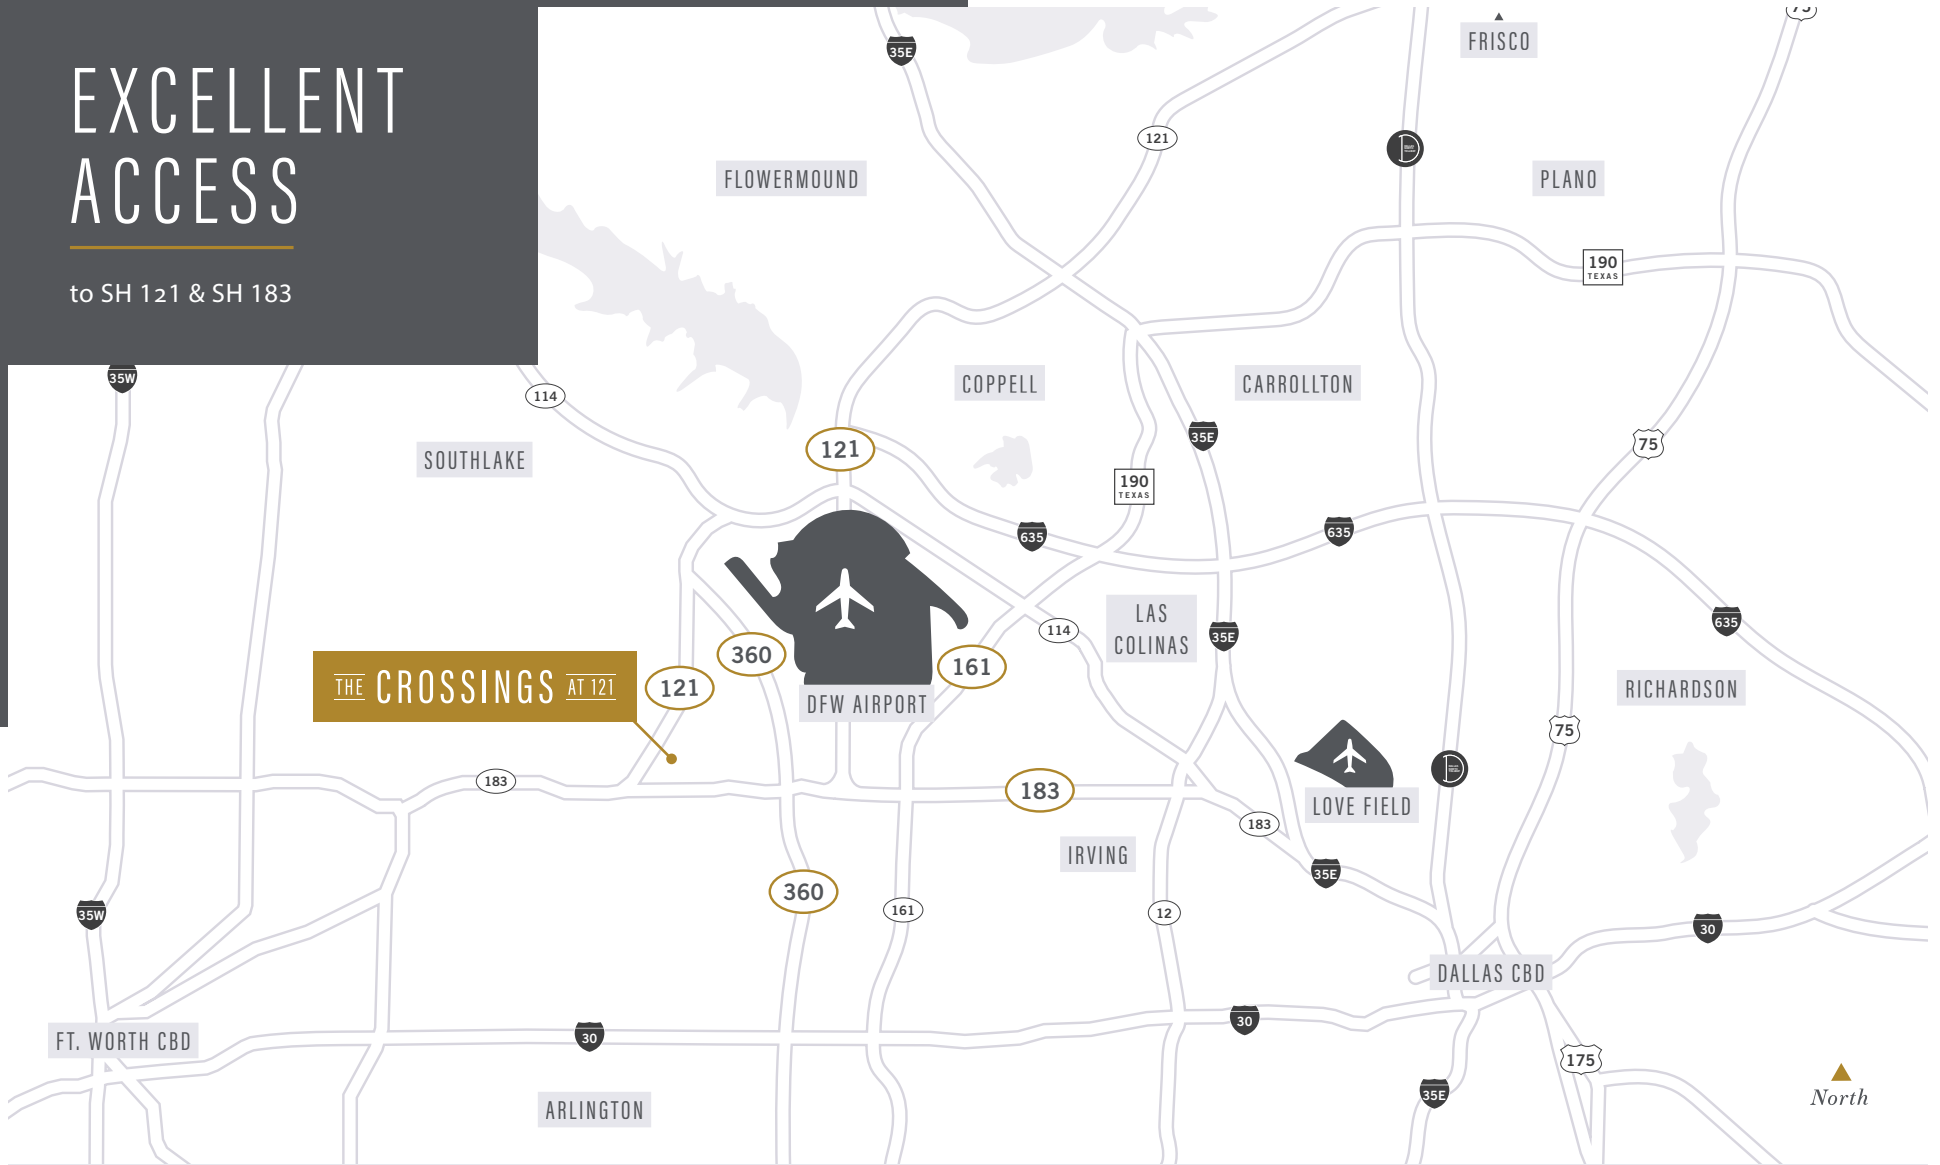 EXCELLENT
ACCESS
to SH 121 & SH 183
75
FRISCO
35E
121
FLOWERMOUND
PLANO
190
TEXAS
35W
114
COPPELL
CARROLLTON
35E
75
121
SOUTHLAKE
190
TEXAS
635
635
LAS
COLINAS
114
35E
635
360
161
THE CROSSINGS AT 121
121
DFW AIRPORT
RICHARDSON
75
183
183
LOVE FIELD
183
IRVING
35E
360
161
12
35W
30
DALLAS CBD
30
30
FT. WORTH CBD
175
35E
North
ARLINGTON